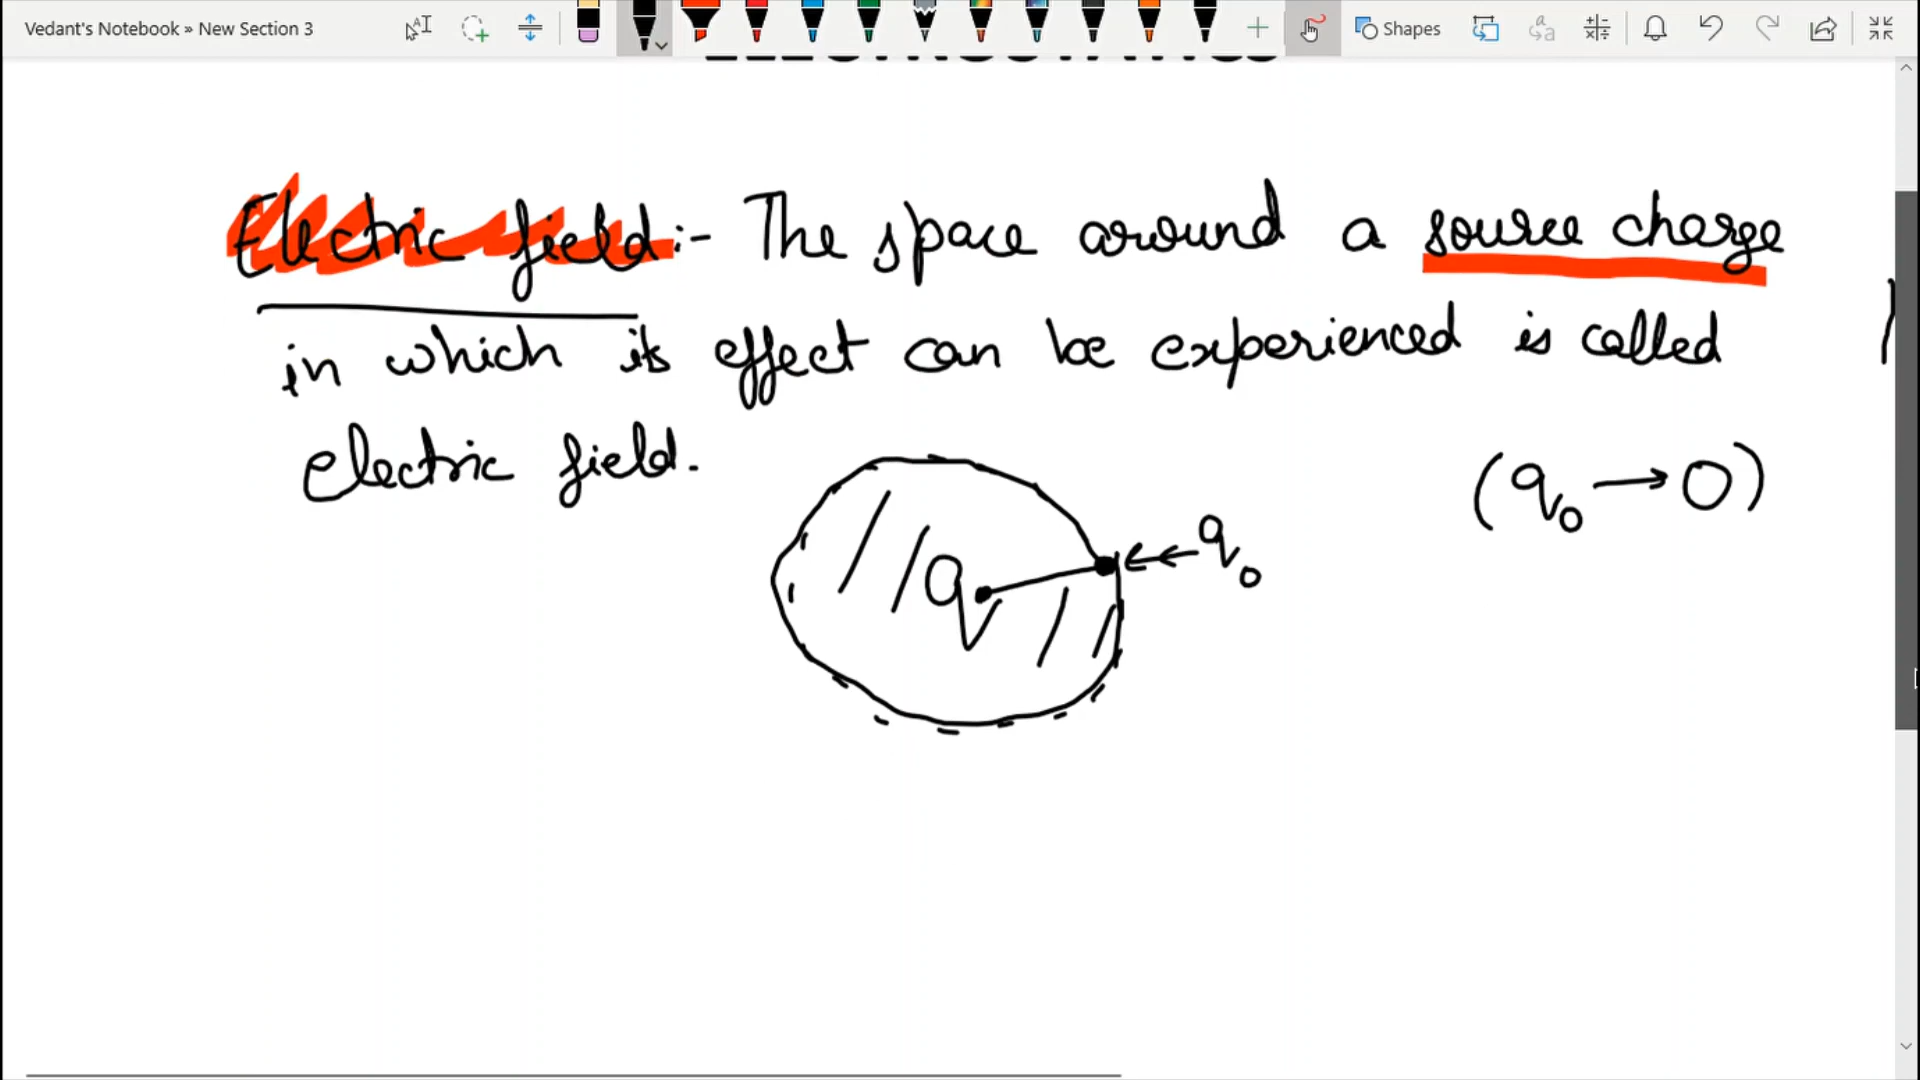 Vedant's Notebook » New Section 3
Shapes
Electric field :- The space around a source charge
in which its effect can be experienced is called
electric field.
(q₀ → 0)
q₀
q